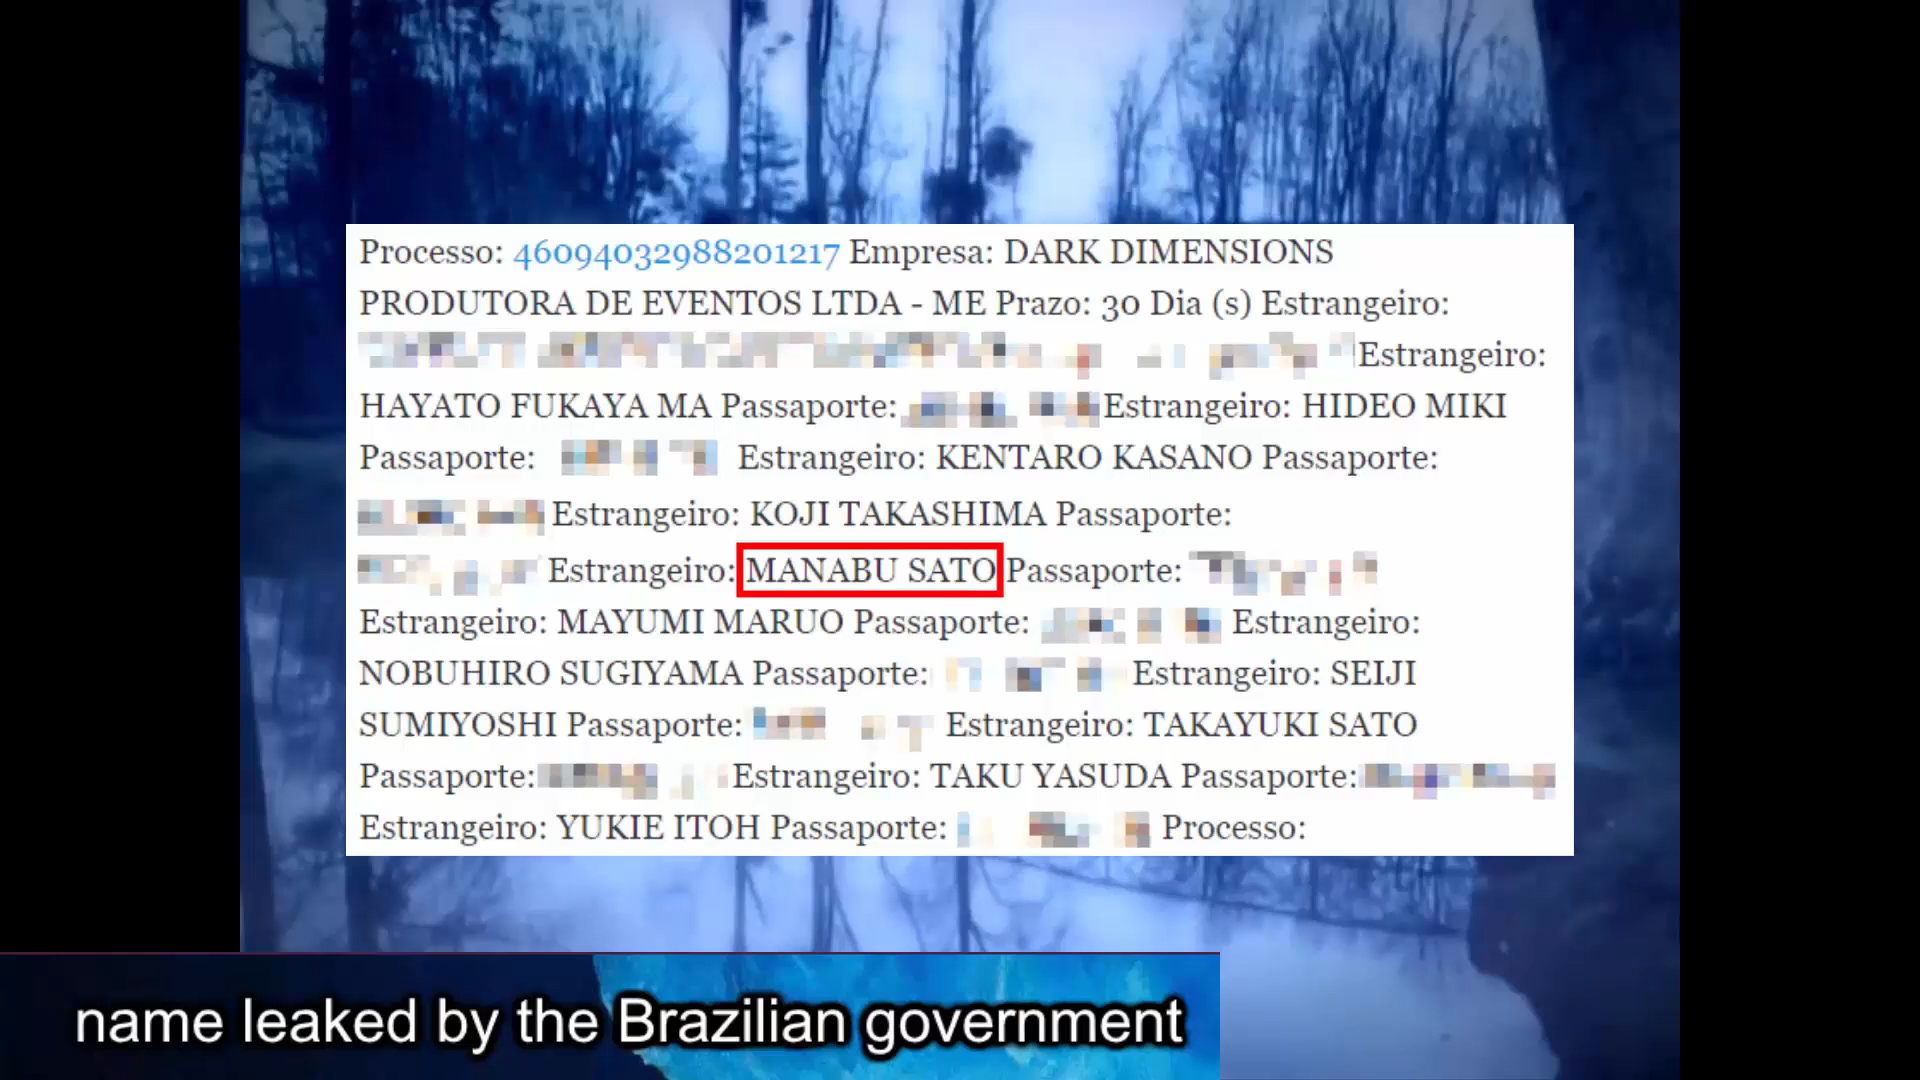 Processo: 46094032988201217 Empresa: DARK DIMENSIONS
PRODUTORA DE EVENTOS LTDA - ME Prazo: 30 Dia (s) Estrangeiro:
Estrangeiro:
HAYATO FUKAYA MA Passaporte: Estrangeiro: HIDEO MIKI
Passaporte: Estrangeiro: KENTARO KASANO Passaporte:
Estrangeiro: KOJI TAKASHIMA Passaporte:
Estrangeiro: MANABU SATO Passaporte:
Estrangeiro: MAYUMI MARUO Passaporte: Estrangeiro:
NOBUHIRO SUGIYAMA Passaporte: Estrangeiro: SEIJI
SUMIYOSHI Passaporte: Estrangeiro: TAKAYUKI SATO
Passaporte: Estrangeiro: TAKU YASUDA Passaporte:
Estrangeiro: YUKIE ITOH Passaporte: Processo:
name leaked by the Brazilian government